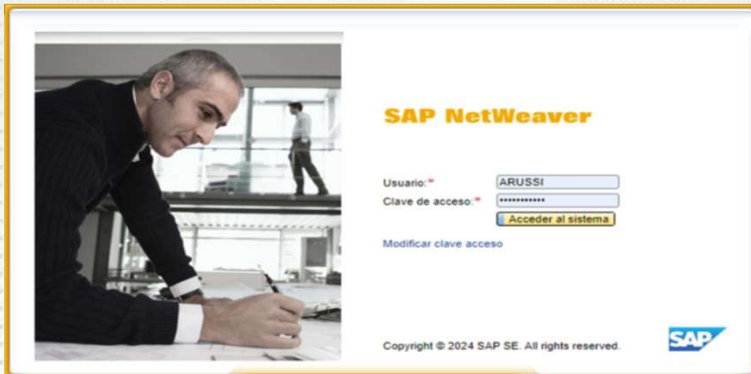 SAP NetWeaver
Usuario:* ARUSSI
Clave de acceso:* •••••••••••
Acceder al sistema
Modificar clave acceso
Copyright © 2024 SAP SE. All rights reserved.
SAP